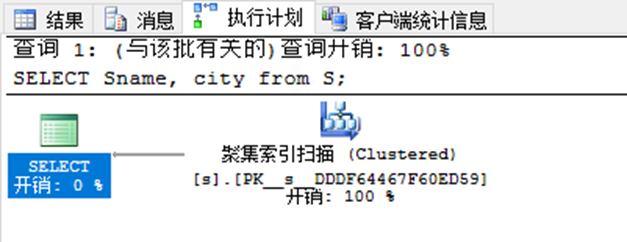 结果 消息 执行计划 客户端统计信息
查询 1: (与该批有关的)查询开销: 100%
SELECT Sname, city from S;
SELECT
开销: 0 %
聚集索引扫描 (Clustered)
[s].[PK__s__DDDF64467F60ED59]
开销: 100 %